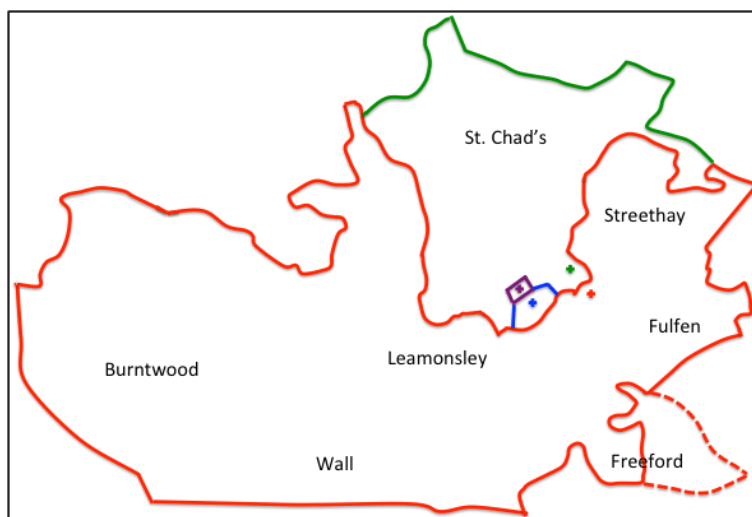 St. Chad's
Streethay
Fulfen
Leamonsley
Burntwood
Wall
Freeford